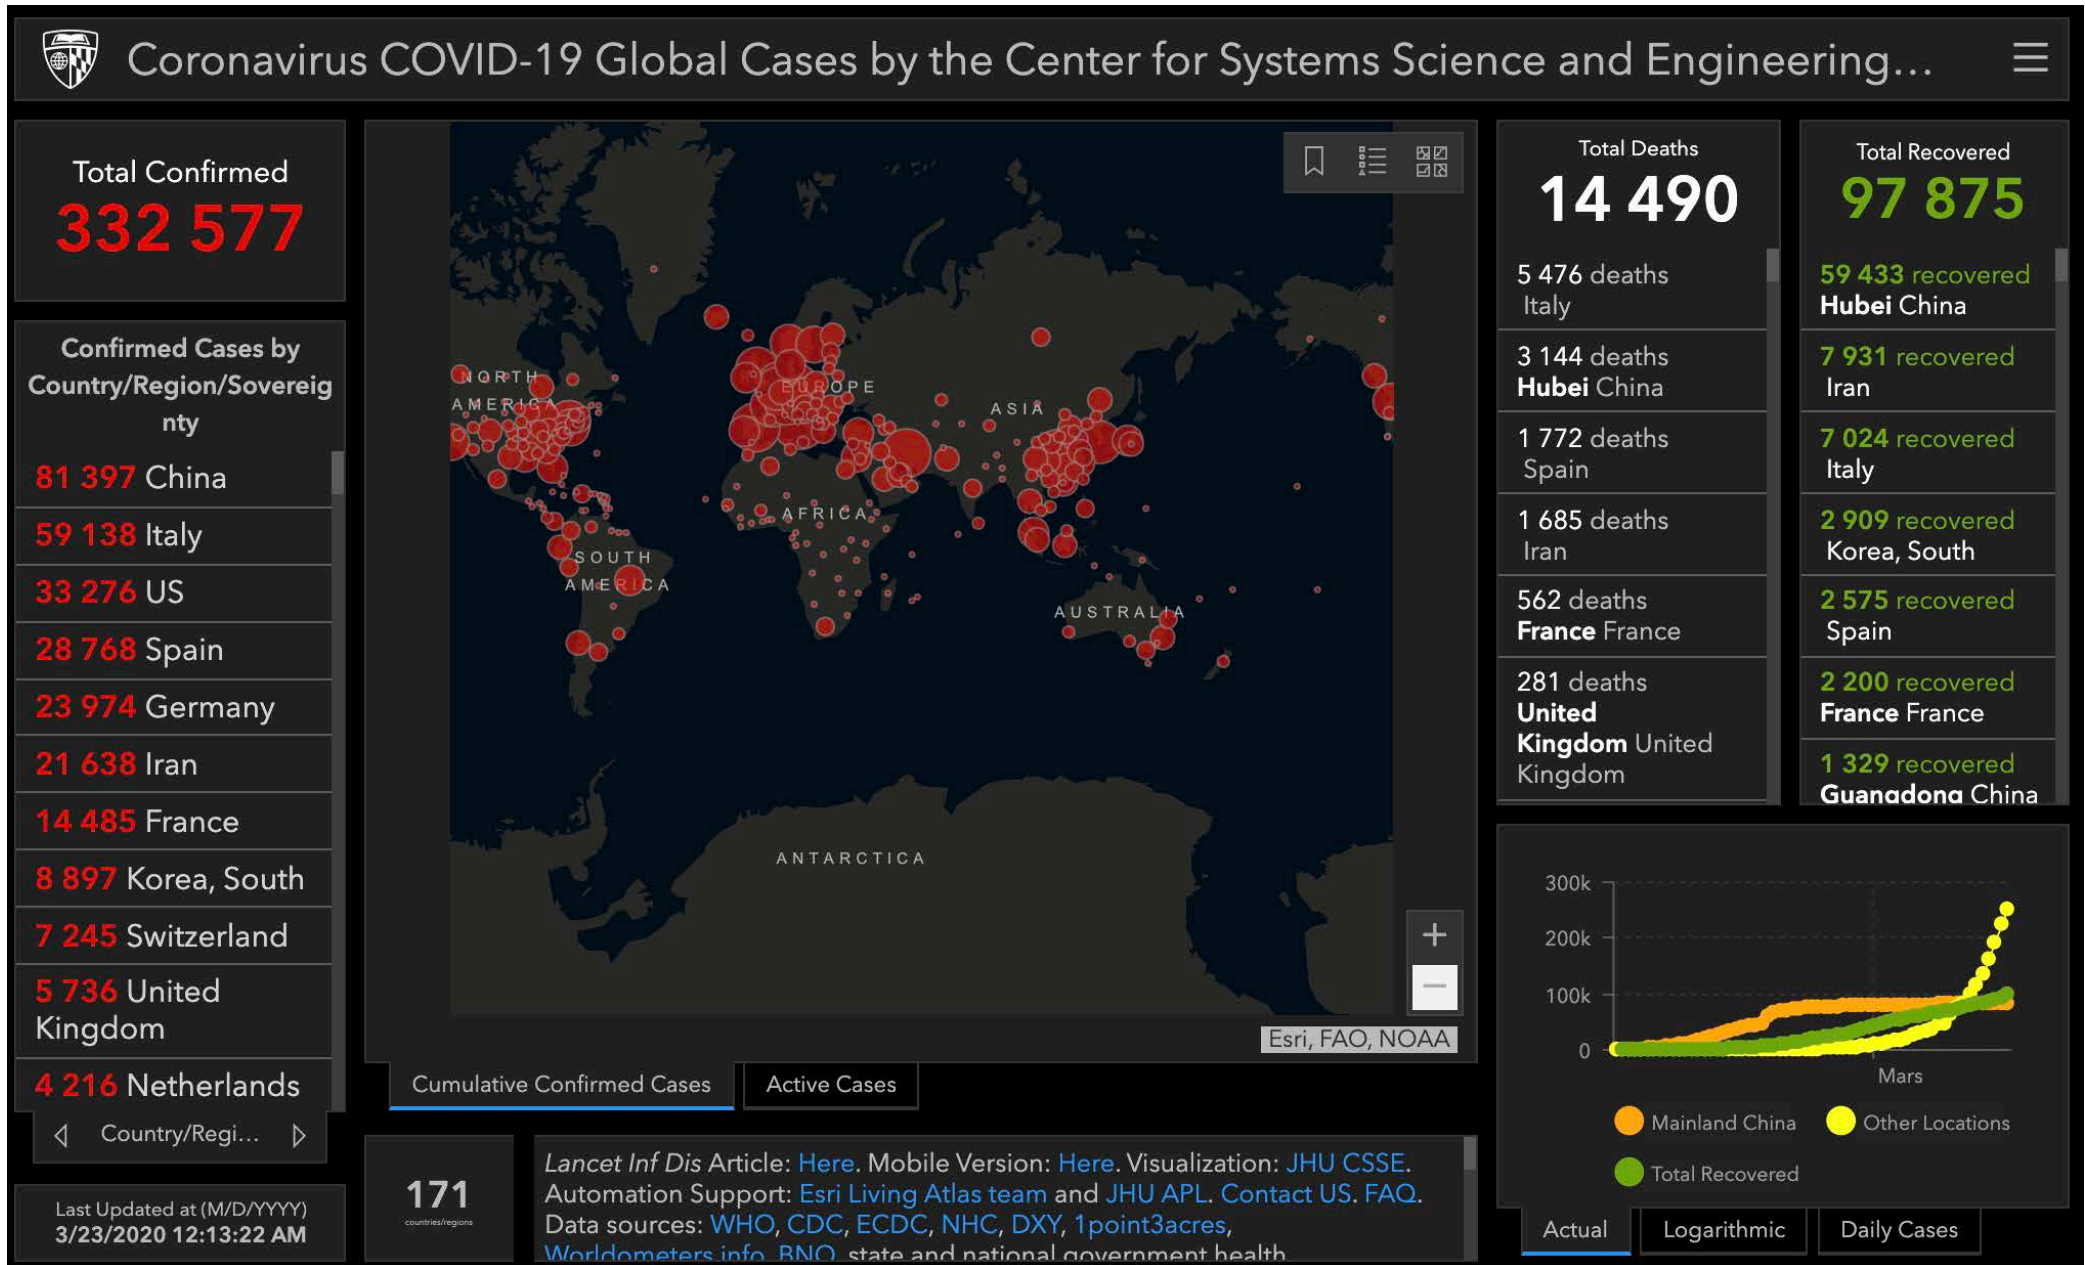 Coronavirus COVID-19 Global Cases by the Center for Systems Science and Engineering...
Total Confirmed
332 577
Confirmed Cases by
Country/Region/Sovereig
nty
81 397 China
59 138 Italy
33 276 US
28 768 Spain
23 974 Germany
21 638 Iran
14 485 France
8 897 Korea, South
7 245 Switzerland
5 736 United
Kingdom
4 216 Netherlands
Country/Regi...
Last Updated at (M/D/YYYY)
3/23/2020 12:13:22 AM
NORTH
AMERICA
EUROPE
ASIA
AFRICA
SOUTH
AMERICA
AUSTRALIA
ANTARCTICA
+
−
Esri, FAO, NOAA
Cumulative Confirmed Cases
Active Cases
171
countries/regions
Lancet Inf Dis Article: Here. Mobile Version: Here. Visualization: JHU CSSE.
Automation Support: Esri Living Atlas team and JHU APL. Contact US. FAQ.
Data sources: WHO, CDC, ECDC, NHC, DXY, 1point3acres,
Worldometers.info, BNO, state and national government health
Total Deaths
14 490
5 476 deaths
Italy
3 144 deaths
Hubei China
1 772 deaths
Spain
1 685 deaths
Iran
562 deaths
France France
281 deaths
United
Kingdom United
Kingdom
Total Recovered
97 875
59 433 recovered
Hubei China
7 931 recovered
Iran
7 024 recovered
Italy
2 909 recovered
Korea, South
2 575 recovered
Spain
2 200 recovered
France France
1 329 recovered
Guangdong China
300k
200k
100k
0
Mars
Mainland China
Other Locations
Total Recovered
Actual
Logarithmic
Daily Cases